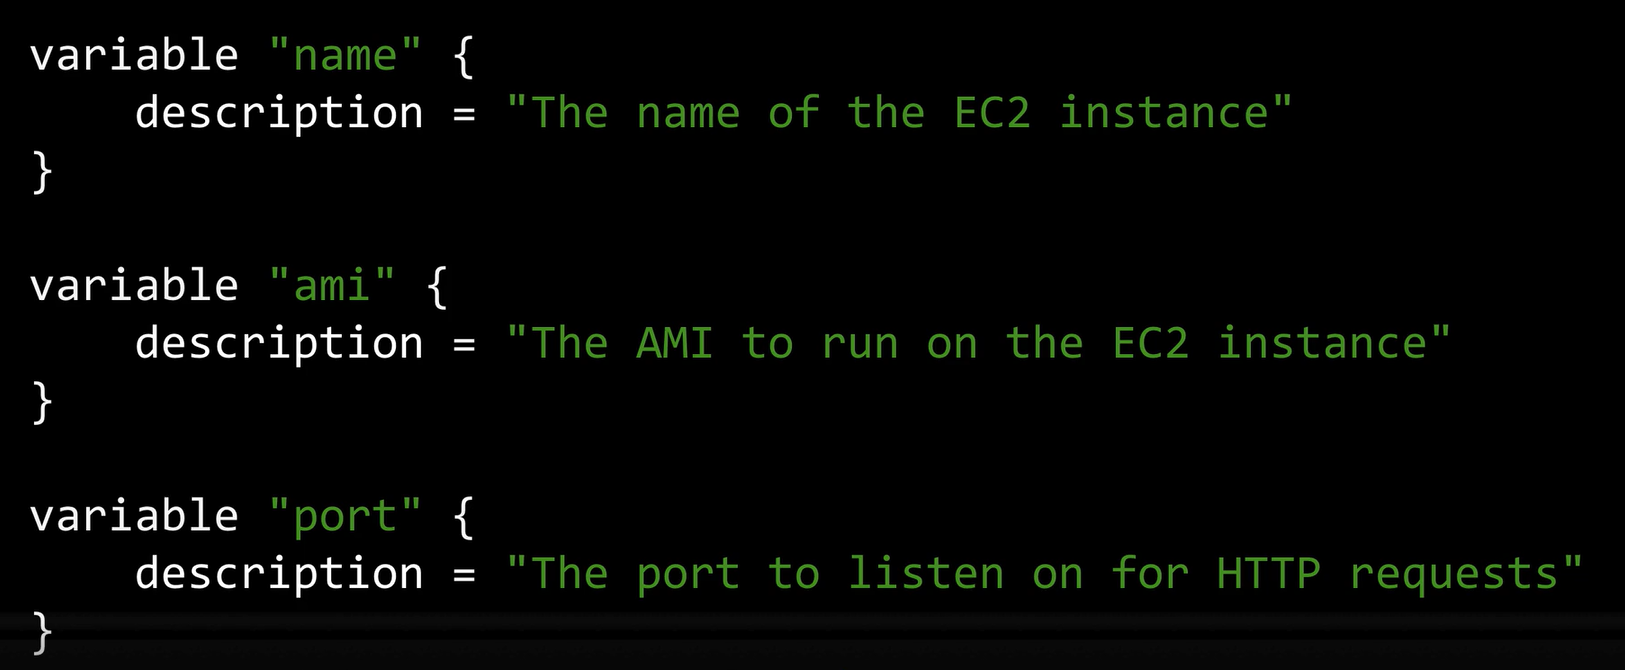 variable "name" {
    description = "The name of the EC2 instance"
}

variable "ami" {
    description = "The AMI to run on the EC2 instance"
}

variable "port" {
    description = "The port to listen on for HTTP requests"
}